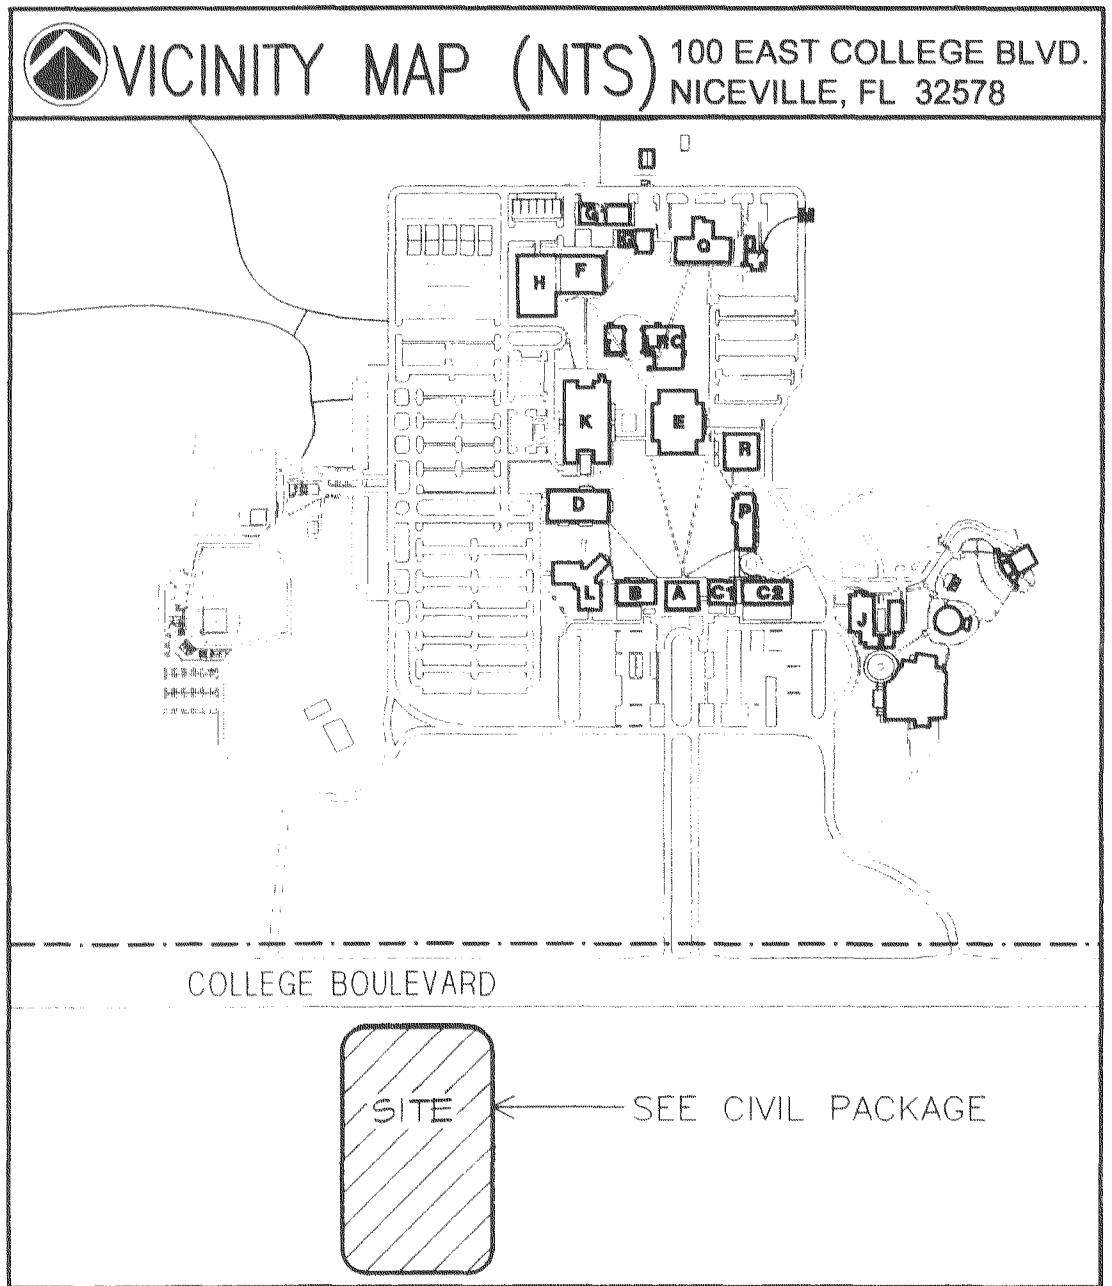 VICINITY MAP (NTS)
100 EAST COLLEGE BLVD.
NICEVILLE, FL 32578
G1
M
O
F
H
K
E
R
D
P
L
B
A
C1
C2
J
COLLEGE BOULEVARD
SITE
SEE CIVIL PACKAGE